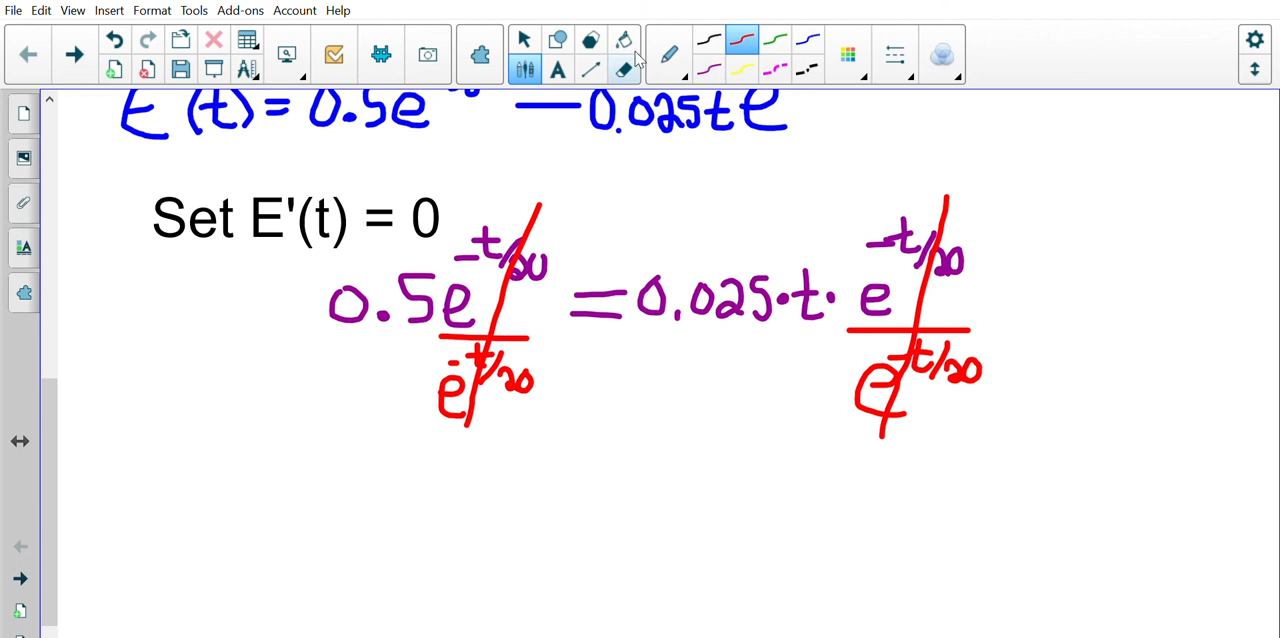 File Edit View Insert Format Tools Add-ons Account Help
E'(t) = 0.5e — 0.025te
Set E'(t) = 0
0.5e^-t/20 = 0.025·t·e^-t/20
e^-t/20 e^-t/20